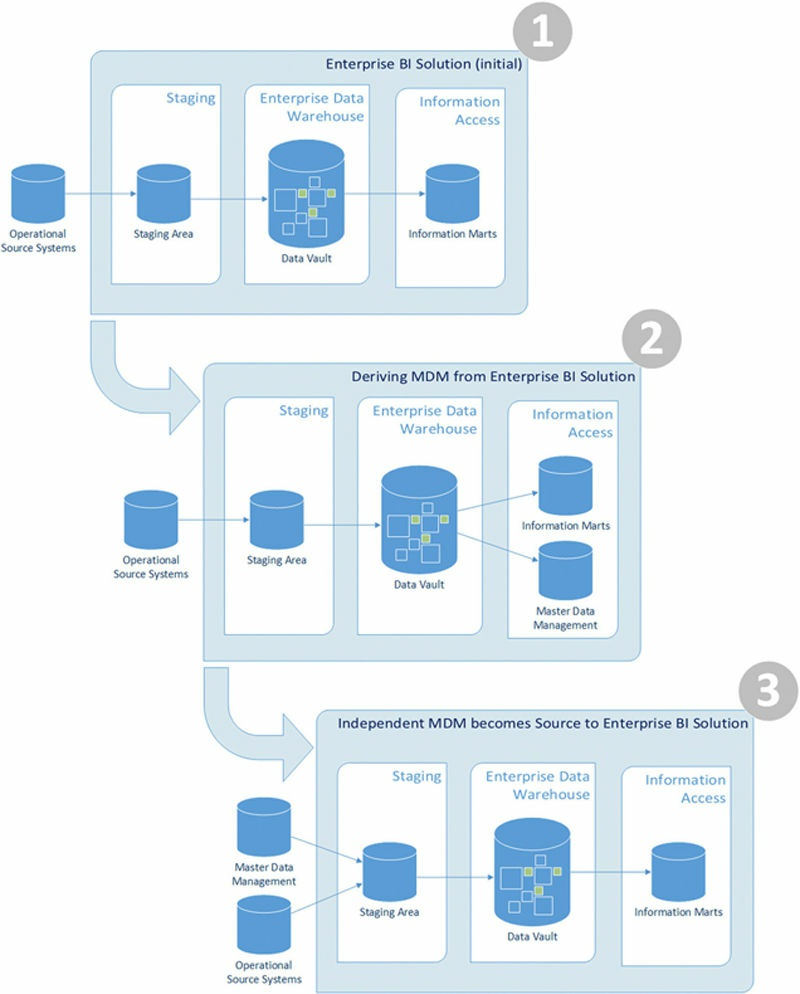 1
Enterprise BI Solution (initial)
Staging
Enterprise Data
Warehouse
Information
Access
Operational
Source Systems
Staging Area
Data Vault
Information Marts
2
Deriving MDM from Enterprise BI Solution
Staging
Enterprise Data
Warehouse
Information
Access
Operational
Source Systems
Staging Area
Data Vault
Information Marts
Master Data
Management
3
Independent MDM becomes Source to Enterprise BI Solution
Staging
Enterprise Data
Warehouse
Information
Access
Master Data
Management
Operational
Source Systems
Staging Area
Data Vault
Information Marts